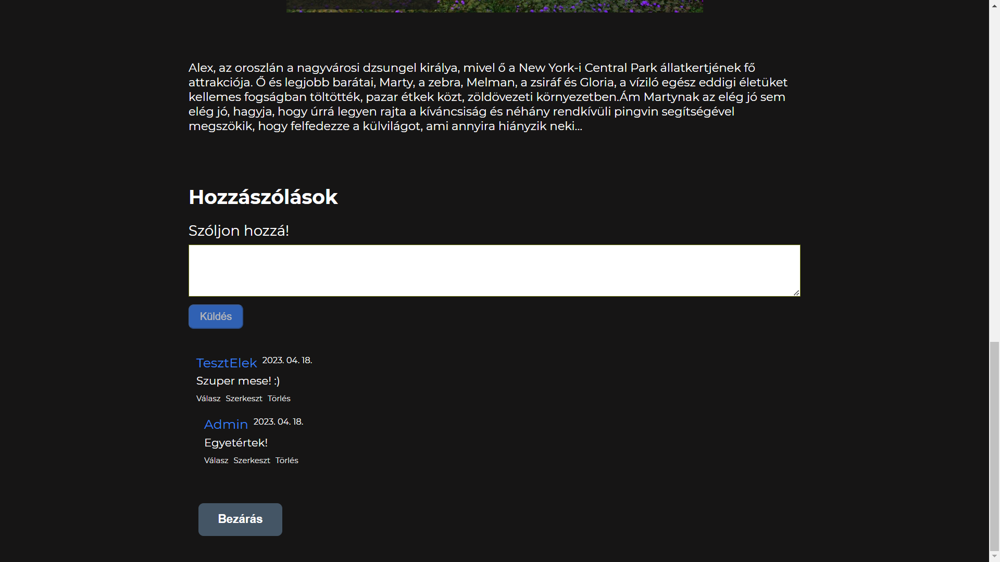 Alex, az oroszlán a nagyvárosi dzsungel királya, mivel ő a New York-i Central Park állatkertjének fő
attrakciója. Ő és legjobb barátai, Marty, a zebra, Melman, a zsiráf és Gloria, a víziló egész eddigi életüket
kellemes fogságban töltötték, pazar étkek közt, zöldövezeti környezetben.Ám Martynak az elég jó sem
elég jó, hagyja, hogy úrrá legyen rajta a kíváncsiság és néhány rendkívüli pingvin segítségével
megszökik, hogy felfedezze a külvilágot, ami annyira hiányzik neki...
Hozzászólások
Szóljon hozzá!
Küldés
TesztElek 2023. 04. 18.
Szuper mese! :)
Válasz Szerkeszt Törlés
Admin 2023. 04. 18.
Egyetértek!
Válasz Szerkeszt Törlés
Bezárás